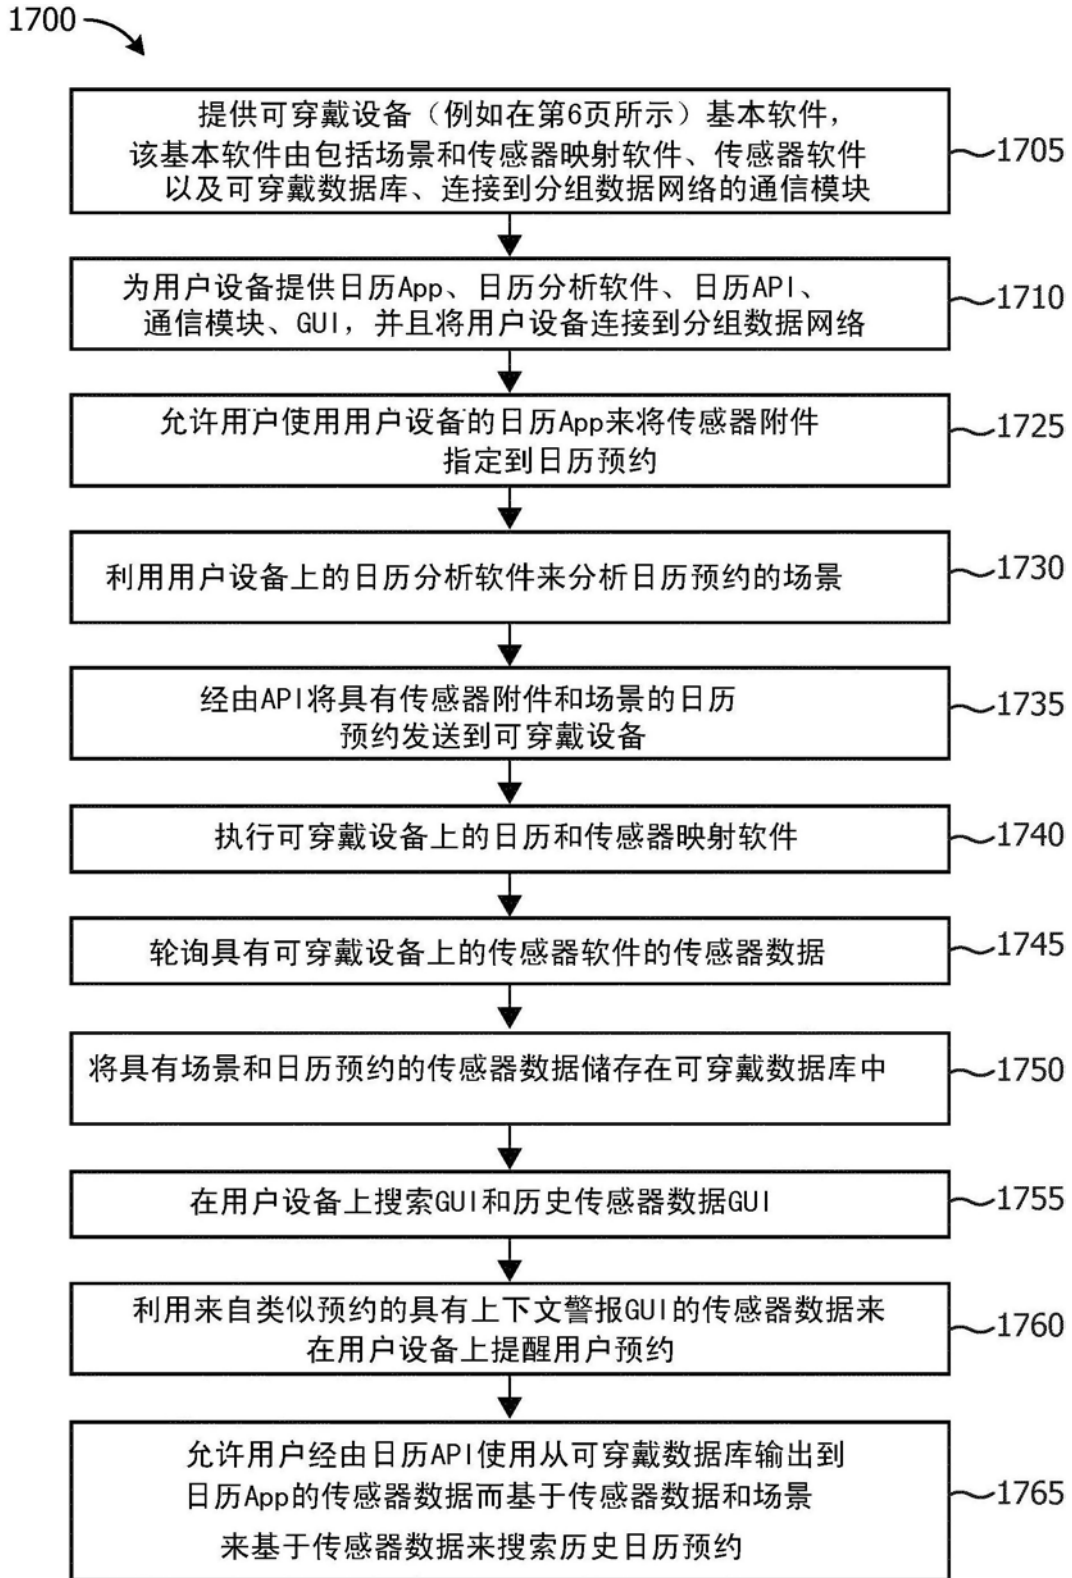 1700
提供可穿戴设备（例如在第6页所示）基本软件，
该基本软件由包括场景和传感器映射软件、传感器软件
以及可穿戴数据库、连接到分组数据网络的通信模块
1705
为用户设备提供日历App、日历分析软件、日历API、
通信模块、GUI，并且将用户设备连接到分组数据网络
1710
允许用户使用用户设备的日历App来将传感器附件
指定到日历预约
1725
利用用户设备上的日历分析软件来分析日历预约的场景
1730
经由API将具有传感器附件和场景的日历
预约发送到可穿戴设备
1735
执行可穿戴设备上的日历和传感器映射软件
1740
轮询具有可穿戴设备上的传感器软件的传感器数据
1745
将具有场景和日历预约的传感器数据储存在可穿戴数据库中
1750
在用户设备上搜索GUI和历史传感器数据GUI
1755
利用来自类似预约的具有上下文警报GUI的传感器数据来
在用户设备上提醒用户预约
1760
允许用户经由日历API使用从可穿戴数据库输出到
日历App的传感器数据而基于传感器数据和场景
来基于传感器数据来搜索历史日历预约
1765